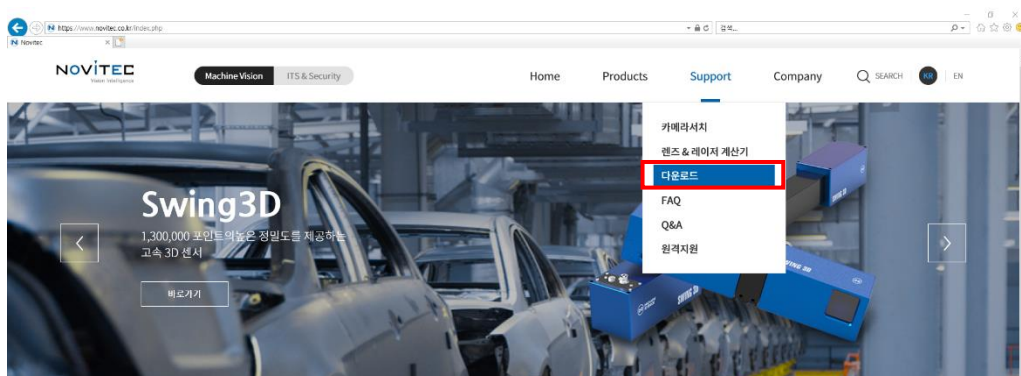 https://www.novitec.co.kr/index.php
검색...
Novitec
NOVITEC
Vision Intelligence
Machine Vision
ITS & Security
Home
Products
Support
Company
SEARCH
KR
EN
카메라서치
렌즈 & 레이저 계산기
다운로드
FAQ
Q&A
원격지원
Swing3D
1,300,000 포인트의높은 정밀도를 제공하는
고속 3D 센서
바로가기
SWING 3D